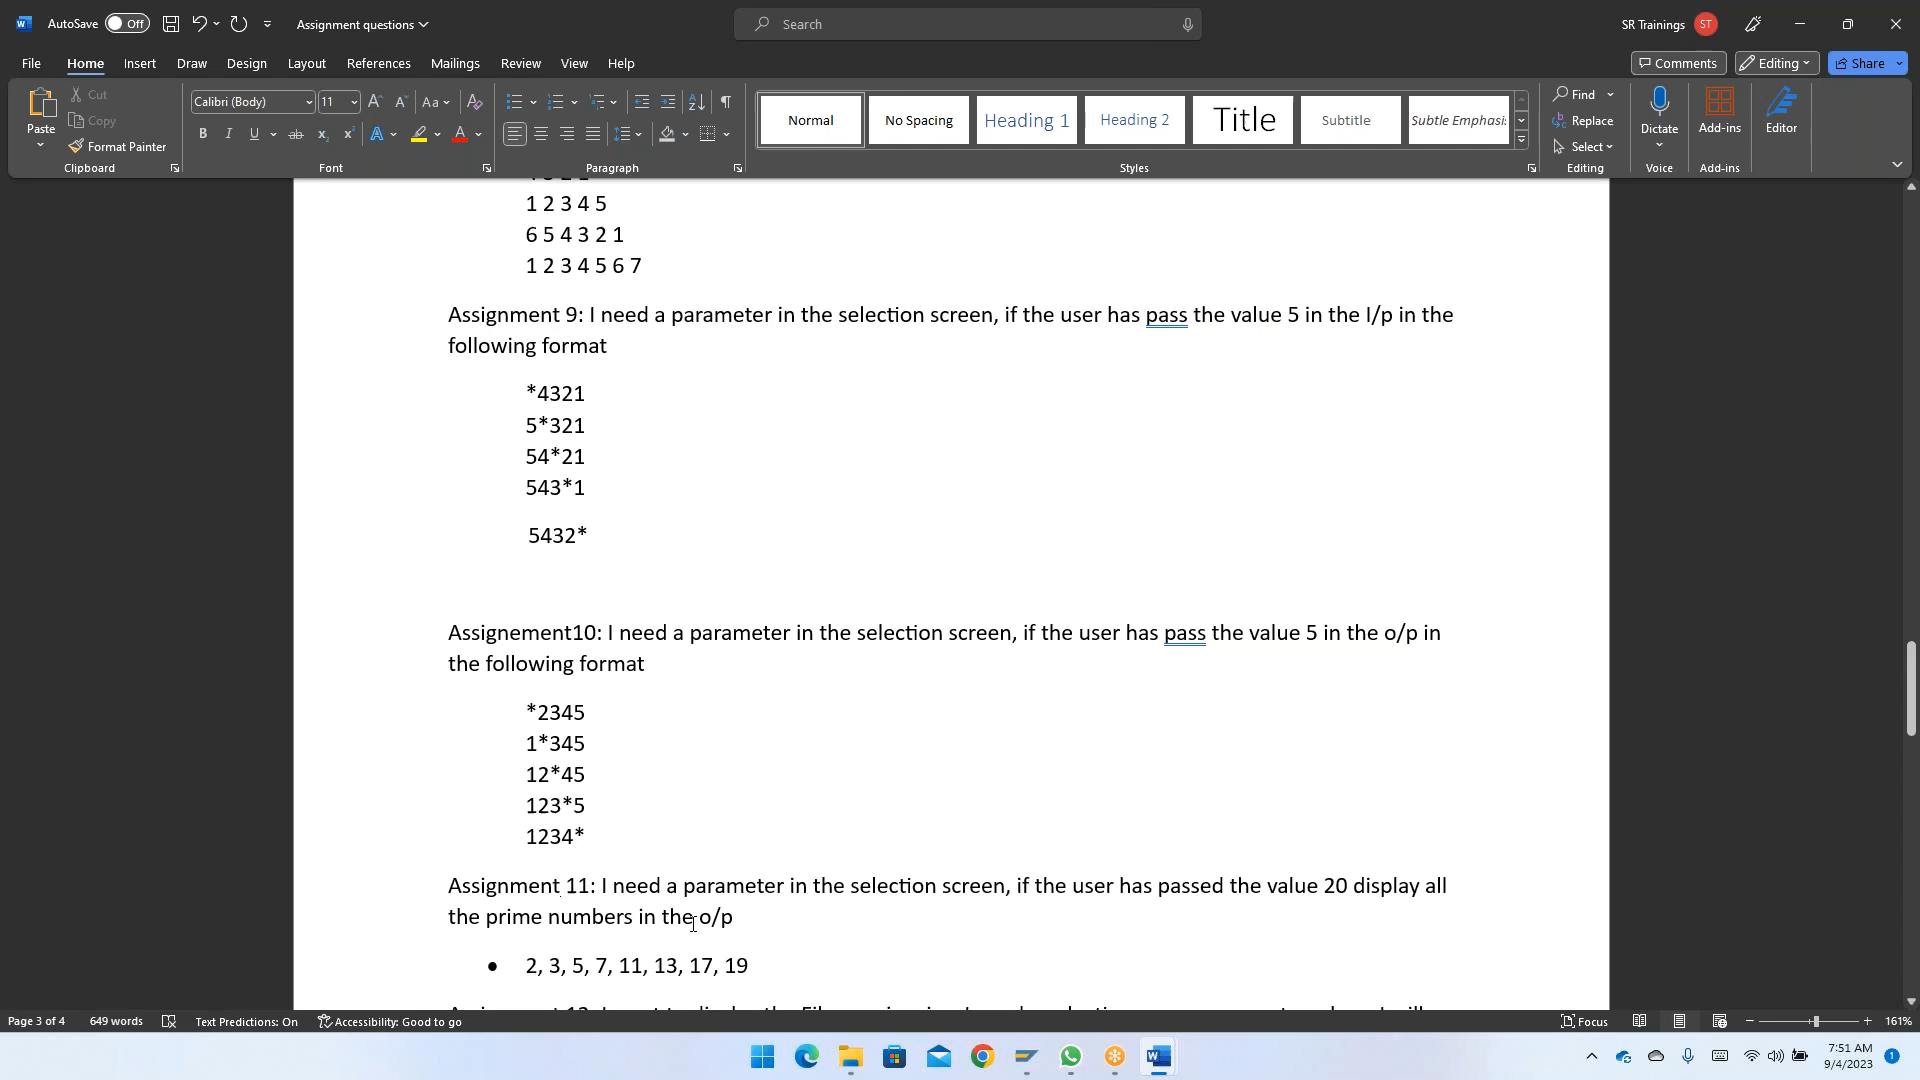 AutoSave Off Assignment questions Search SR Trainings ST
File Home Insert Draw Design Layout References Mailings Review View Help Comments Editing Share
Paste Cut Copy Format Painter Clipboard
Calibri (Body) 11 Aa Font
Paragraph
Normal No Spacing Heading 1 Heading 2 Title Subtitle Subtle Emphasi: Styles
Find Replace Select Editing
Dictate Voice
Add-ins Add-ins
Editor
1 2 3 4 5
6 5 4 3 2 1
1 2 3 4 5 6 7
Assignment 9: I need a parameter in the selection screen, if the user has pass the value 5 in the I/p in the
following format
*4321
5*321
54*21
543*1
5432*
Assignement10: I need a parameter in the selection screen, if the user has pass the value 5 in the o/p in
the following format
*2345
1*345
12*45
123*5
1234*
Assignment 11: I need a parameter in the selection screen, if the user has passed the value 20 display all
the prime numbers in the o/p
• 2, 3, 5, 7, 11, 13, 17, 19
Page 3 of 4 649 words Text Predictions: On Accessibility: Good to go Focus 161%
7:51 AM
9/4/2023 1